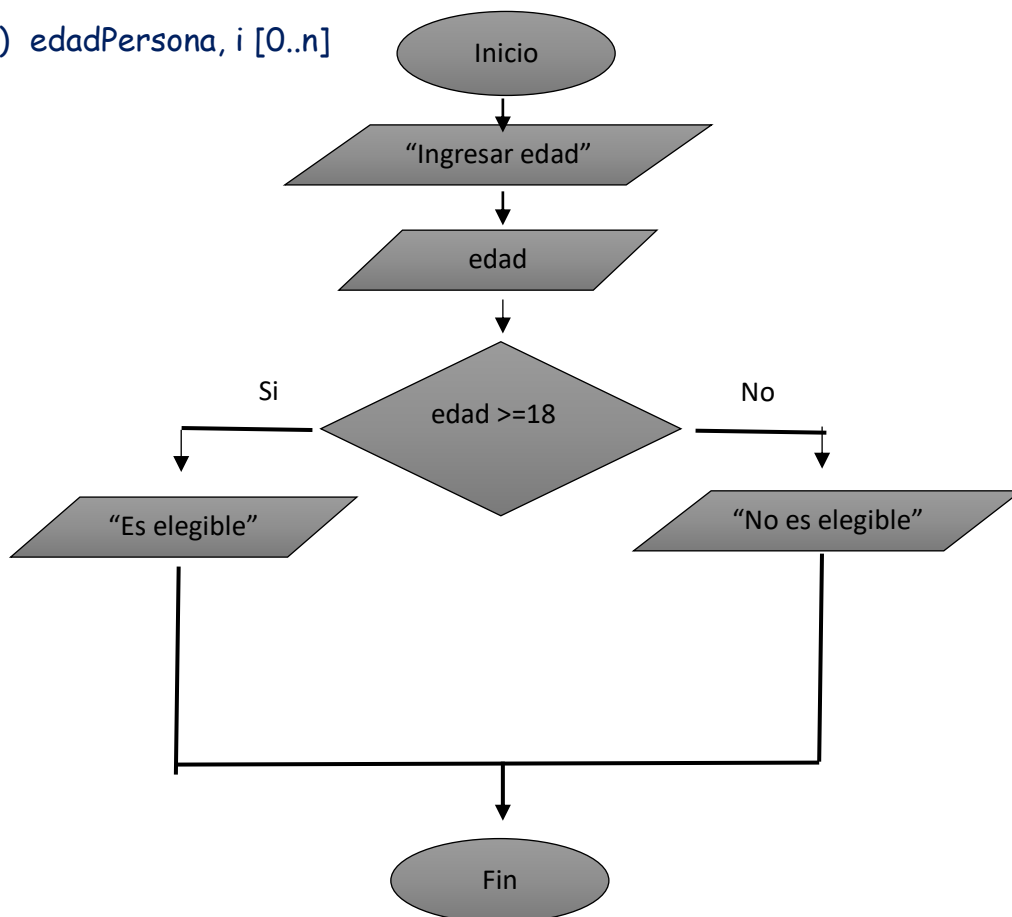 ) edadPersona, i [0..n]
Inicio
“Ingresar edad”
edad
Si
edad >=18
No
“Es elegible”
“No es elegible”
Fin